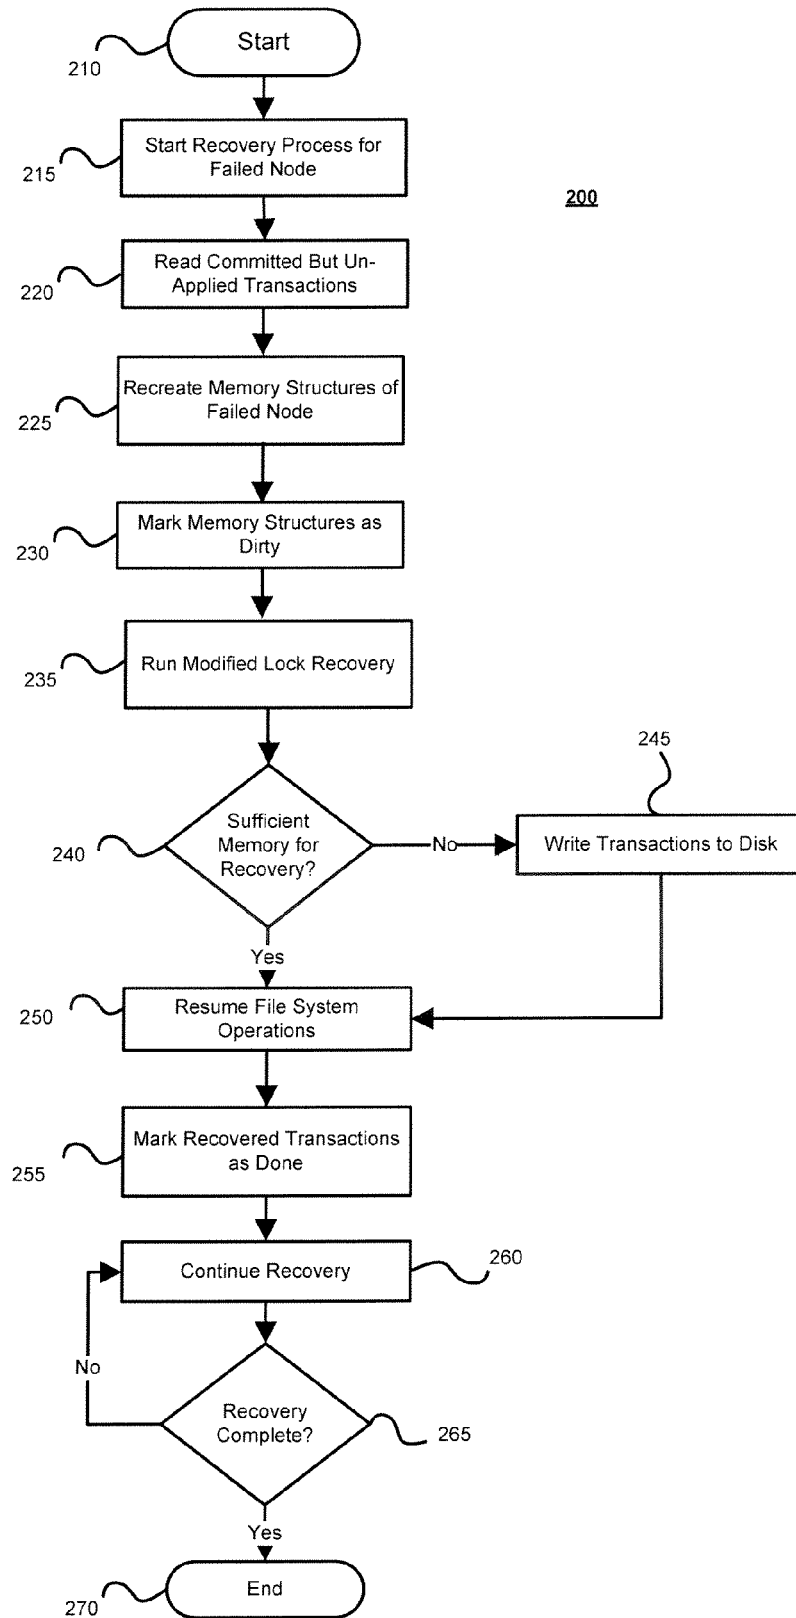 Start
210
Start Recovery Process for
Failed Node
215
200
Read Committed But Un-
Applied Transactions
220
Recreate Memory Structures of
Failed Node
225
Mark Memory Structures as
Dirty
230
Run Modified Lock Recovery
235
245
Sufficient
Memory for
Recovery?
240
No
Write Transactions to Disk
Yes
Resume File System
Operations
250
Mark Recovered Transactions
as Done
255
Continue Recovery
260
No
Recovery
Complete?
265
Yes
End
270